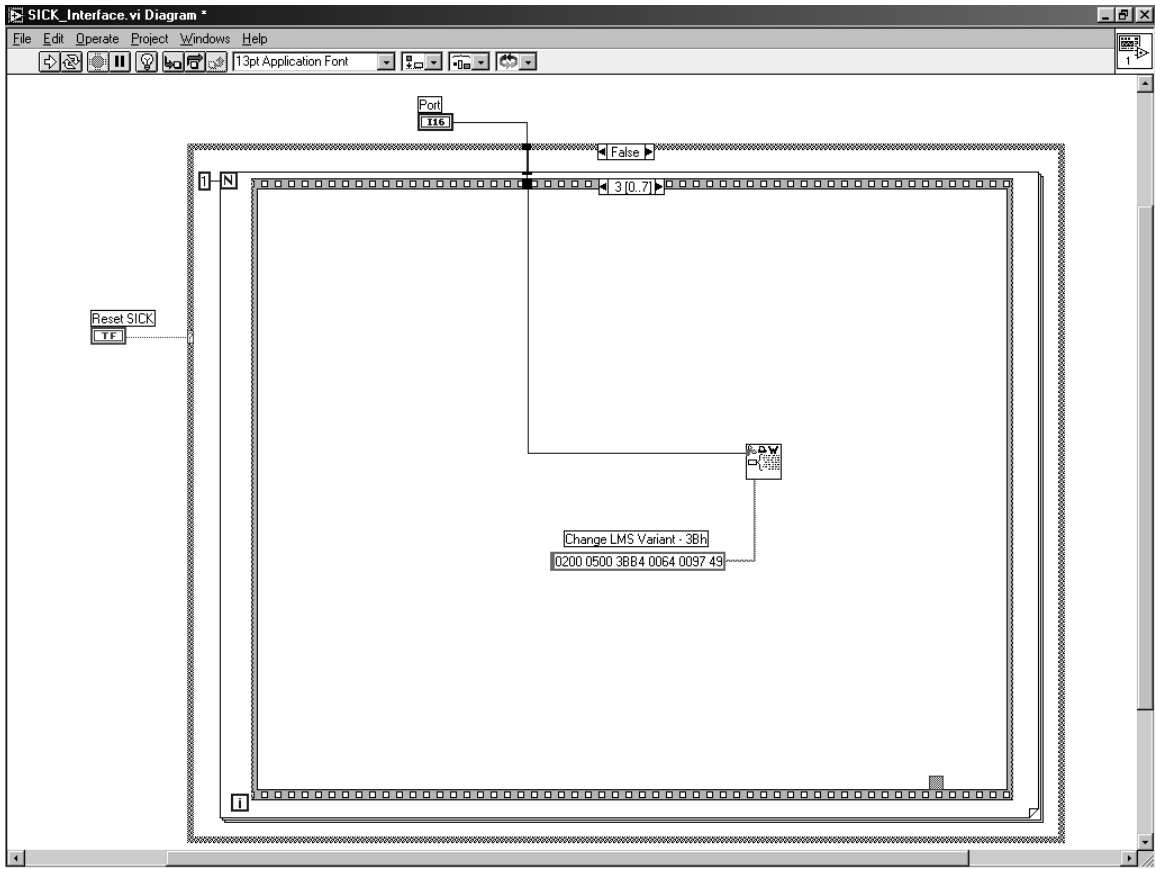 SICK_Interface.vi Diagram *
File Edit Operate Project Windows Help
13pt Application Font
1
Port
I16
False
1 N
3 [0..7]
Reset SICK
TF
Change LMS Variant - 3Bh
0200 0500 3BB4 0064 0097 49
i